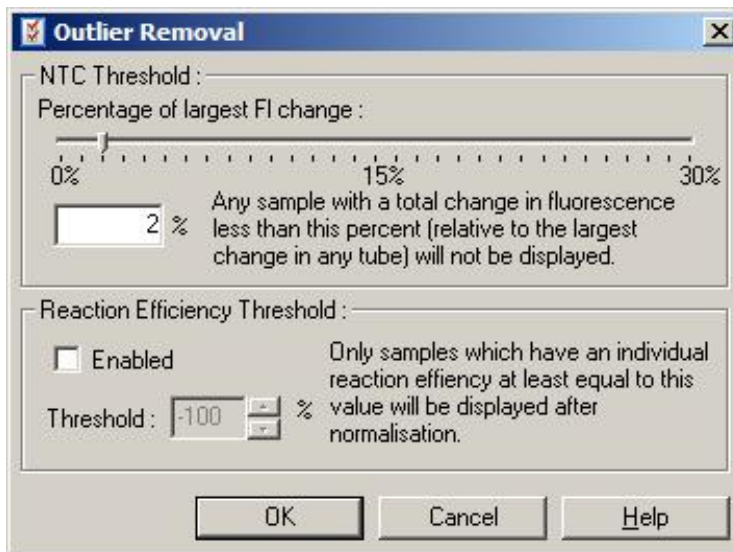 Outlier Removal
NTC Threshold :
Percentage of largest Fl change :
0% 15% 30%
2 %
Any sample with a total change in fluorescence
less than this percent (relative to the largest
change in any tube) will not be displayed.
Reaction Efficiency Threshold :
Enabled
Threshold : -100 %
Only samples which have an individual
reaction effiency at least equal to this
value will be displayed after
normalisation.
OK Cancel Help